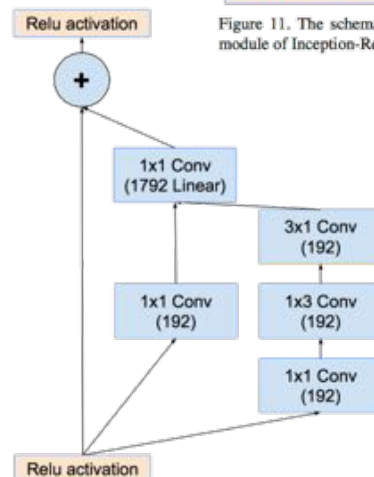 Relu activation
Figure 11. The schema
module of Inception-Re
+
1x1 Conv
(1792 Linear)
3x1 Conv
(192)
1x1 Conv
(192)
1x3 Conv
(192)
1x1 Conv
(192)
Relu activation